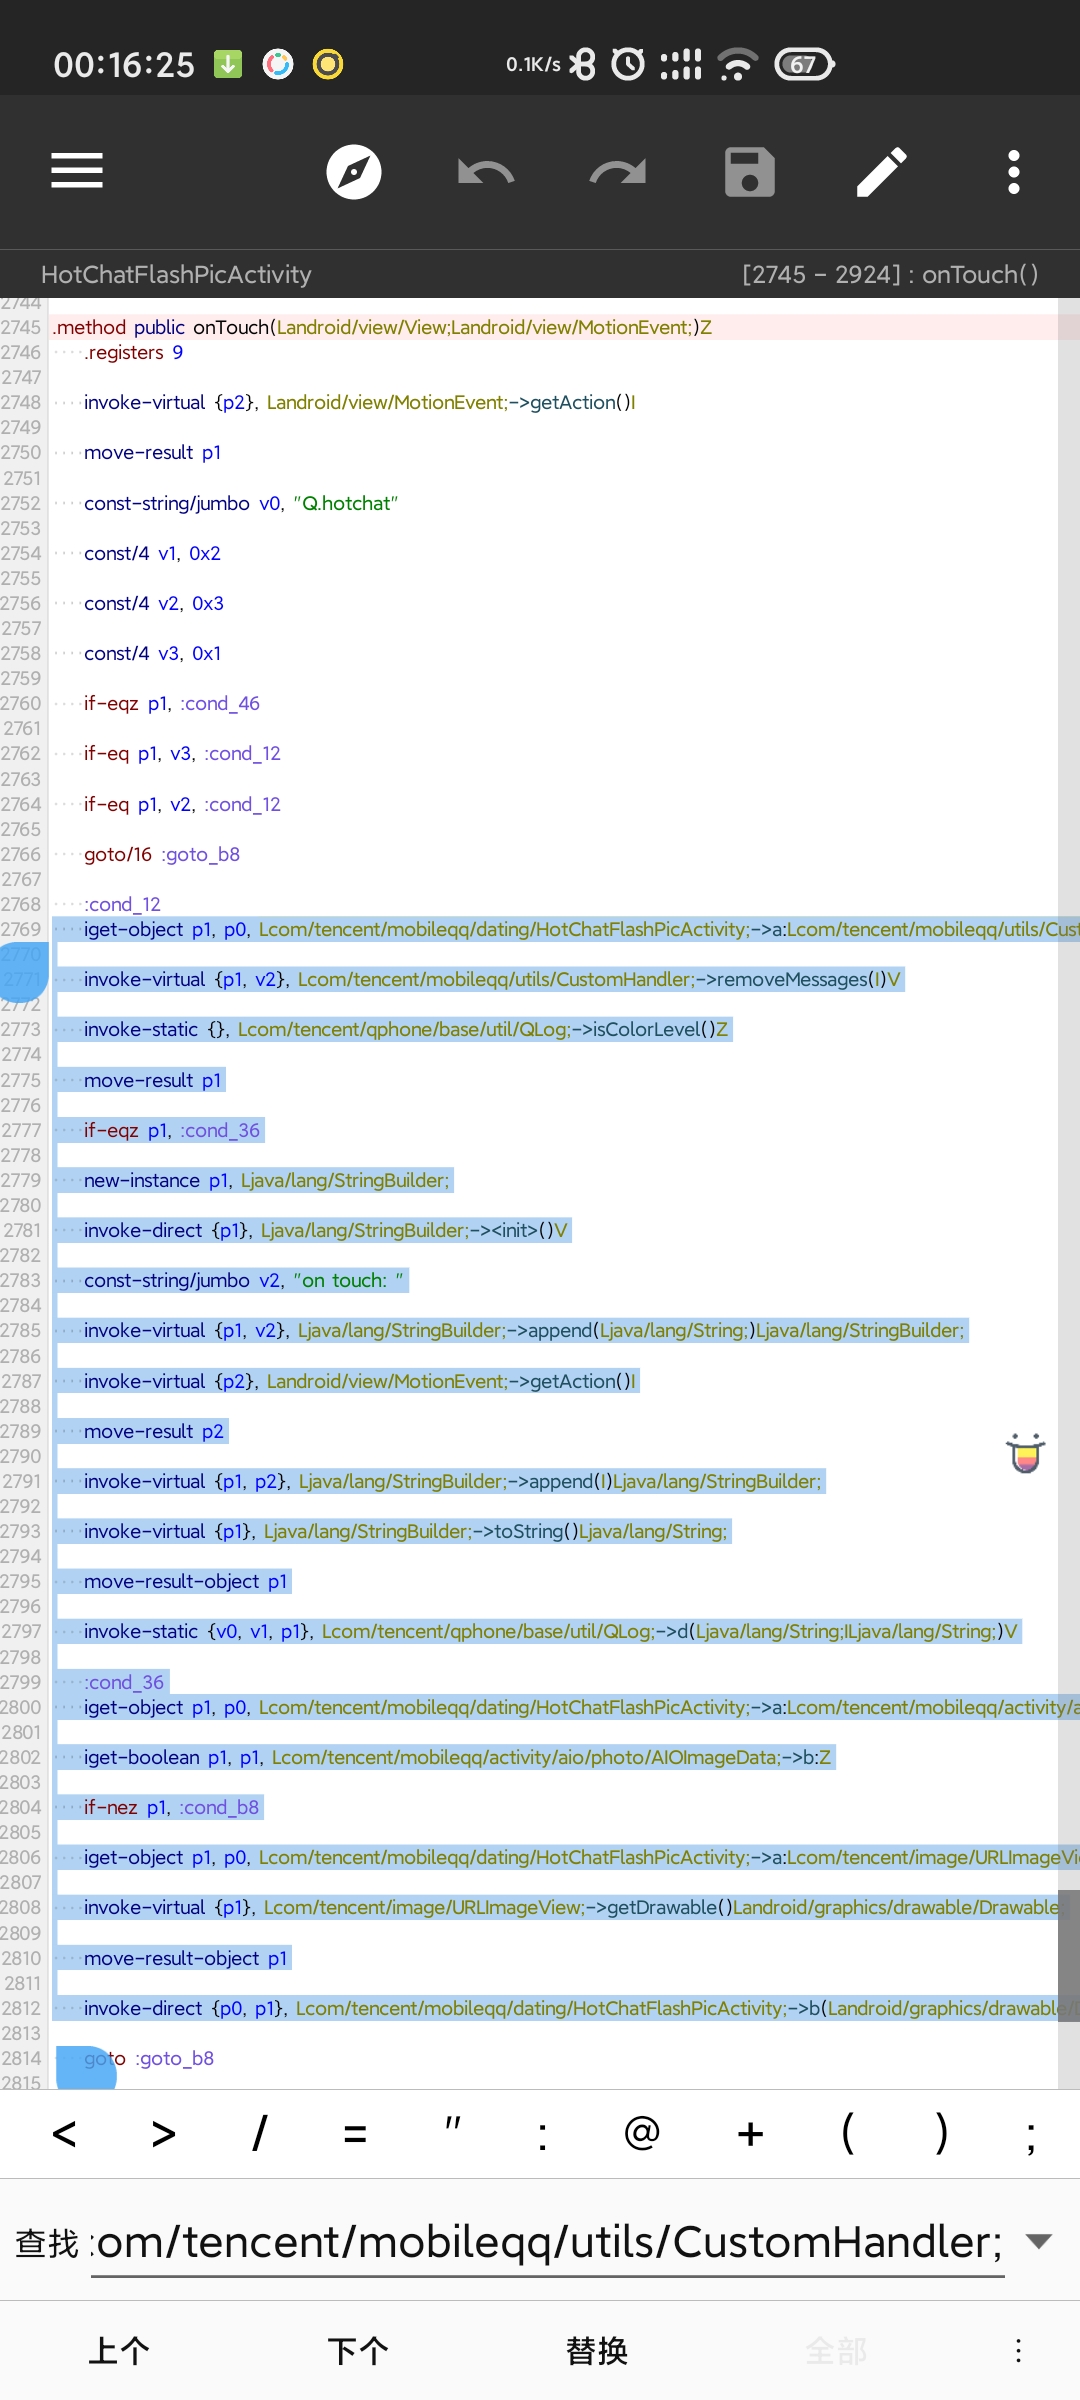 00:16:25 0.1K/s 67
HotChatFlashPicActivity [2745 - 2924] : onTouch()
2744
2745 .method public onTouch(Landroid/view/View;Landroid/view/MotionEvent;)Z
2746 .registers 9
2747
2748 invoke-virtual {p2}, Landroid/view/MotionEvent;->getAction()I
2749
2750 move-result p1
2751
2752 const-string/jumbo v0, "Q.hotchat"
2753
2754 const/4 v1, 0x2
2755
2756 const/4 v2, 0x3
2757
2758 const/4 v3, 0x1
2759
2760 if-eqz p1, :cond_46
2761
2762 if-eq p1, v3, :cond_12
2763
2764 if-eq p1, v2, :cond_12
2765
2766 goto/16 :goto_b8
2767
2768 :cond_12
2769 iget-object p1, p0, Lcom/tencent/mobileqq/dating/HotChatFlashPicActivity;->a:Lcom/tencent/mobileqq/utils/Cust
2770
2771 invoke-virtual {p1, v2}, Lcom/tencent/mobileqq/utils/CustomHandler;->removeMessages(I)V
2772
2773 invoke-static {}, Lcom/tencent/qphone/base/util/QLog;->isColorLevel()Z
2774
2775 move-result p1
2776
2777 if-eqz p1, :cond_36
2778
2779 new-instance p1, Ljava/lang/StringBuilder;
2780
2781 invoke-direct {p1}, Ljava/lang/StringBuilder;-><init>()V
2782
2783 const-string/jumbo v2, "on touch: "
2784
2785 invoke-virtual {p1, v2}, Ljava/lang/StringBuilder;->append(Ljava/lang/String;)Ljava/lang/StringBuilder;
2786
2787 invoke-virtual {p2}, Landroid/view/MotionEvent;->getAction()I
2788
2789 move-result p2
2790
2791 invoke-virtual {p1, p2}, Ljava/lang/StringBuilder;->append(I)Ljava/lang/StringBuilder;
2792
2793 invoke-virtual {p1}, Ljava/lang/StringBuilder;->toString()Ljava/lang/String;
2794
2795 move-result-object p1
2796
2797 invoke-static {v0, v1, p1}, Lcom/tencent/qphone/base/util/QLog;->d(Ljava/lang/String;ILjava/lang/String;)V
2798
2799 :cond_36
2800 iget-object p1, p0, Lcom/tencent/mobileqq/dating/HotChatFlashPicActivity;->a:Lcom/tencent/mobileqq/activity/a
2801
2802 iget-boolean p1, p1, Lcom/tencent/mobileqq/activity/aio/photo/AIOImageData;->b:Z
2803
2804 if-nez p1, :cond_b8
2805
2806 iget-object p1, p0, Lcom/tencent/mobileqq/dating/HotChatFlashPicActivity;->a:Lcom/tencent/image/URLImageVi
2807
2808 invoke-virtual {p1}, Lcom/tencent/image/URLImageView;->getDrawable()Landroid/graphics/drawable/Drawable
2809
2810 move-result-object p1
2811
2812 invoke-direct {p0, p1}, Lcom/tencent/mobileqq/dating/HotChatFlashPicActivity;->b(Landroid/graphics/drawable/
2813
2814 goto :goto_b8
2815
< > / = " : @ + ( ) ;
查找 :om/tencent/mobileqq/utils/CustomHandler;
上个 下个 替换 全部